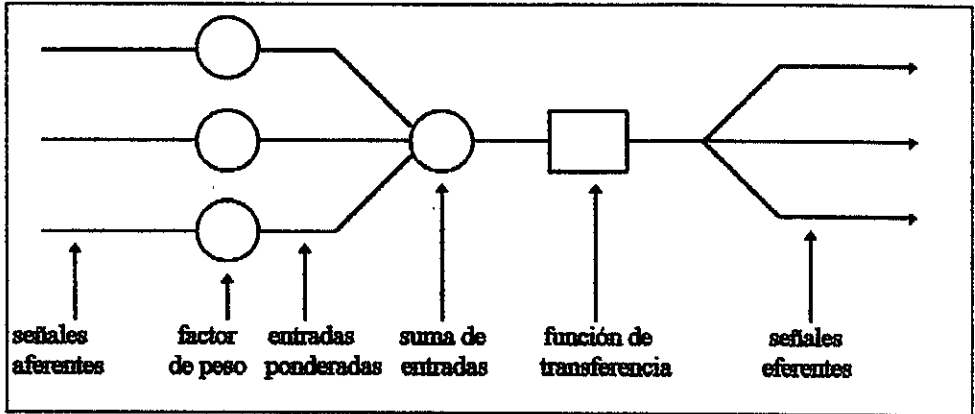 señales
aferentes
factor
de peso
entradas
ponderadas
suma de
entradas
función de
transferencia
señales
eferentes